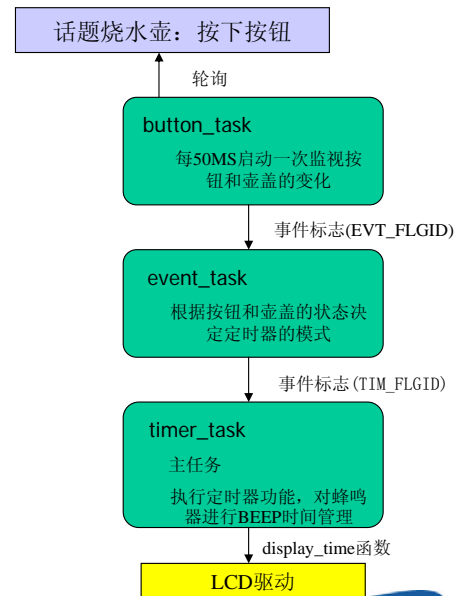 话题烧水壶：按下按钮
轮询
button_task
每50MS启动一次监视按
钮和壶盖的变化
事件标志(EVT_FLGID)
event_task
根据按钮和壶盖的状态决
定定时器的模式
事件标志(TIM_FLGID)
timer_task
主任务
执行定时器功能，对蜂鸣
器进行BEEP时间管理
display_time函数
LCD驱动